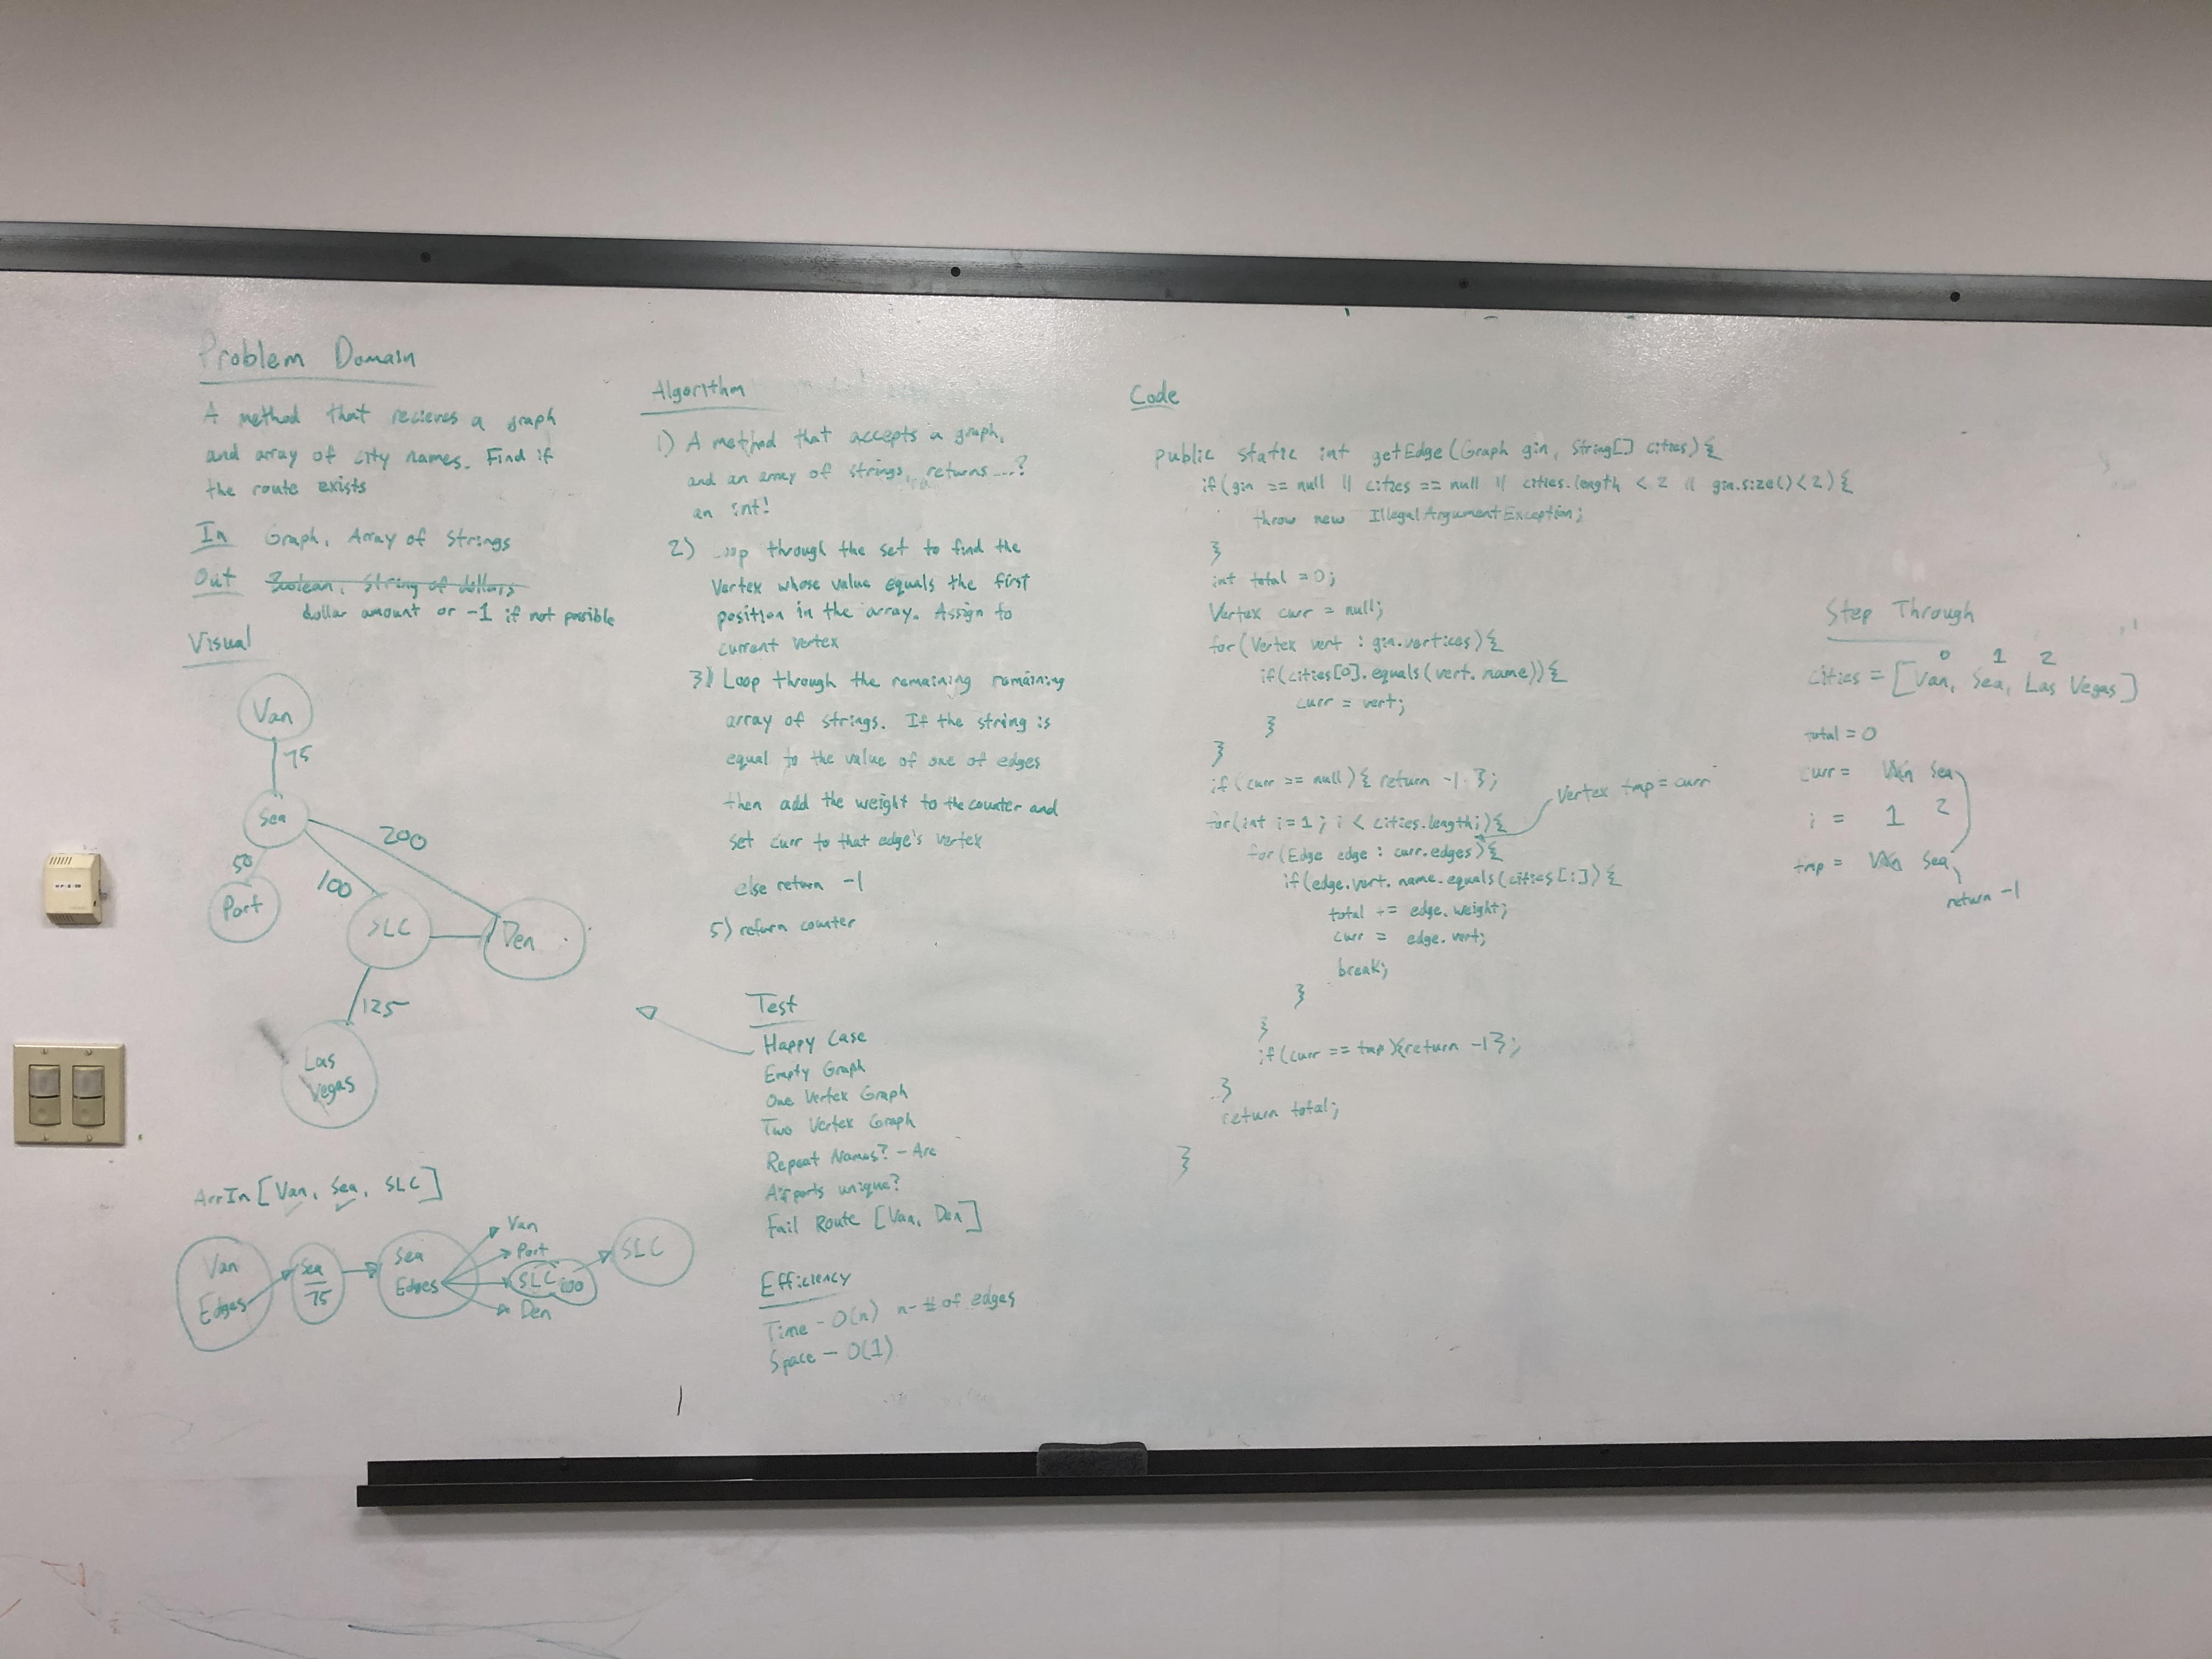 Problem Domain
A method that recieves a graph
and array of city names. Find if
the route exists
In Graph, Array of Strings
Out Boolean, String of dollars
dollar amount or -1 if not possible
Visual
Van
75
Sea
200
50
100
Port
SLC
Den
125
Las
Vegas
ArrIn [Van, Sea, SLC]
Van
Edges
Sea
75
Sea
Edges
Van
Port
SLC 100
Den
SLC
Algorithm
1) A method that accepts a graph,
and an array of strings, returns....?
an int!
2) Loop through the set to find the
Vertex whose value equals the first
position in the array. Assign to
current vertex
3) Loop through the remaining remaining
array of strings. If the string is
equal to the value of one of edges
then add the weight to the counter and
set curr to that edge's vertex
else return -1
5) return counter
Test
Happy Case
Empty Graph
One Vertex Graph
Two Vertex Graph
Repeat Names? - Are
Airports unique?
Fail Route [Van, Den]
Efficiency
Time - O(n) n- # of edges
Space - O(1)
Code
public static int getEdge(Graph gin, String[] cities){
if(gin == null || cities == null || cities.length < 2 || gin.size()<2){
throw new IllegalArgumentException;
}
int total = 0;
Vertex curr = null;
for(Vertex vert : gin.vertices){
if(cities[0].equals(vert.name)){
curr = vert;
}
}
if(curr == null){ return -1 };
Vertex tmp = curr
for(int i=1; i < cities.length;){
for(Edge edge : curr.edges){
if(edge.vert.name.equals(cities[i])){
total += edge.weight;
curr = edge.vert;
break;
}
}
if(curr == tmp){return -1};
}
return total;
}
Step Through
0 1 2
cities = [Van, Sea, Las Vegas]
total = 0
curr = Van Sea
i = 1 2
tmp = Van Sea
return -1